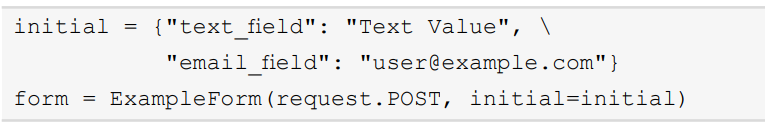 initial = {"text_field": "Text Value", \
"email_field": "user@example.com"}
form = ExampleForm(request.POST, initial=initial)